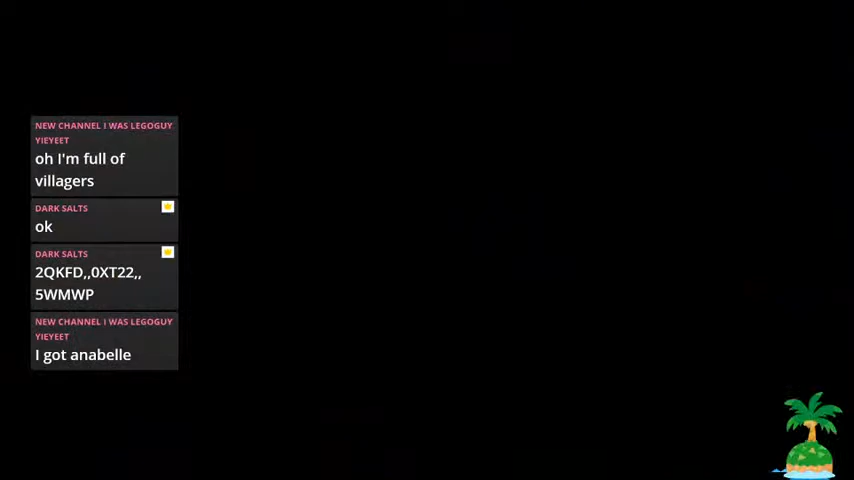 NEW CHANNEL I WAS LEGOGUY
YIEYEET
oh I'm full of
villagers
DARK SALTS
ok
DARK SALTS
2QKFD,,0XT22,,
5WMWP
NEW CHANNEL I WAS LEGOGUY
YIEYEET
I got anabelle